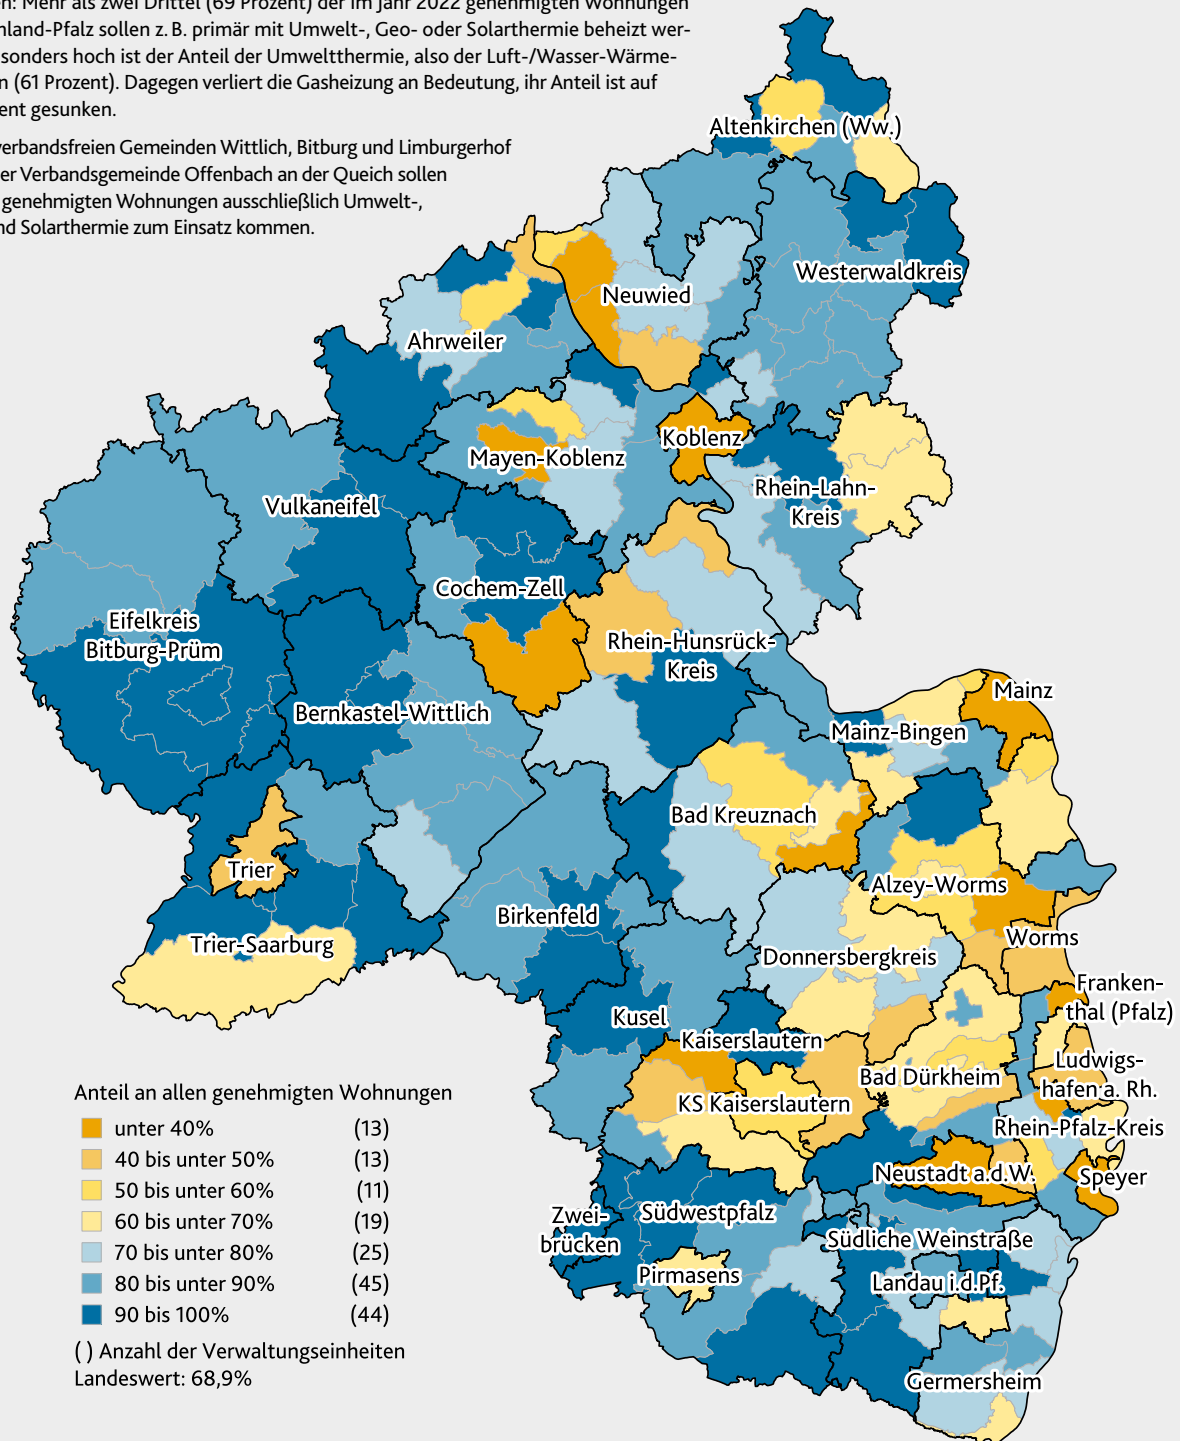 en: Mehr als zwei Drittel (69 Prozent) der im Jahr 2022 genehmigten Wohnungen
nland-Pfalz sollen z. B. primär mit Umwelt-, Geo- oder Solarthermie beheizt wer-
sonders hoch ist der Anteil der Umweltthermie, also der Luft-/Wasser-Wärme-
n (61 Prozent). Dagegen verliert die Gasheizung an Bedeutung, ihr Anteil ist auf
ent gesunken.
verbandsfreien Gemeinden Wittlich, Bitburg und Limburgerhof
er Verbandsgemeinde Offenbach an der Queich sollen
genehmigten Wohnungen ausschließlich Umwelt-,
nd Solarthermie zum Einsatz kommen.
Altenkirchen (Ww.)
Westerwaldkreis
Neuwied
Ahrweiler
Koblenz
Mayen-Koblenz
Rhein-Lahn-
Kreis
Vulkaneifel
Cochem-Zell
Eifelkreis
Bitburg-Prüm
Rhein-Hunsrück-
Kreis
Mainz
Bernkastel-Wittlich
Mainz-Bingen
Bad Kreuznach
Trier
Alzey-Worms
Birkenfeld
Trier-Saarburg
Worms
Donnersbergkreis
Franken-
thal (Pfalz)
Kusel
Kaiserslautern
Ludwigs-
hafen a. Rh.
Bad Dürkheim
KS Kaiserslautern
Rhein-Pfalz-Kreis
Neustadt a.d.W.
Speyer
Zwei-
brücken
Südwestpfalz
Südliche Weinstraße
Pirmasens
Landau i.d.Pf.
Germersheim
Anteil an allen genehmigten Wohnungen
unter 40% (13)
40 bis unter 50% (13)
50 bis unter 60% (11)
60 bis unter 70% (19)
70 bis unter 80% (25)
80 bis unter 90% (45)
90 bis 100% (44)
( ) Anzahl der Verwaltungseinheiten
Landeswert: 68,9%